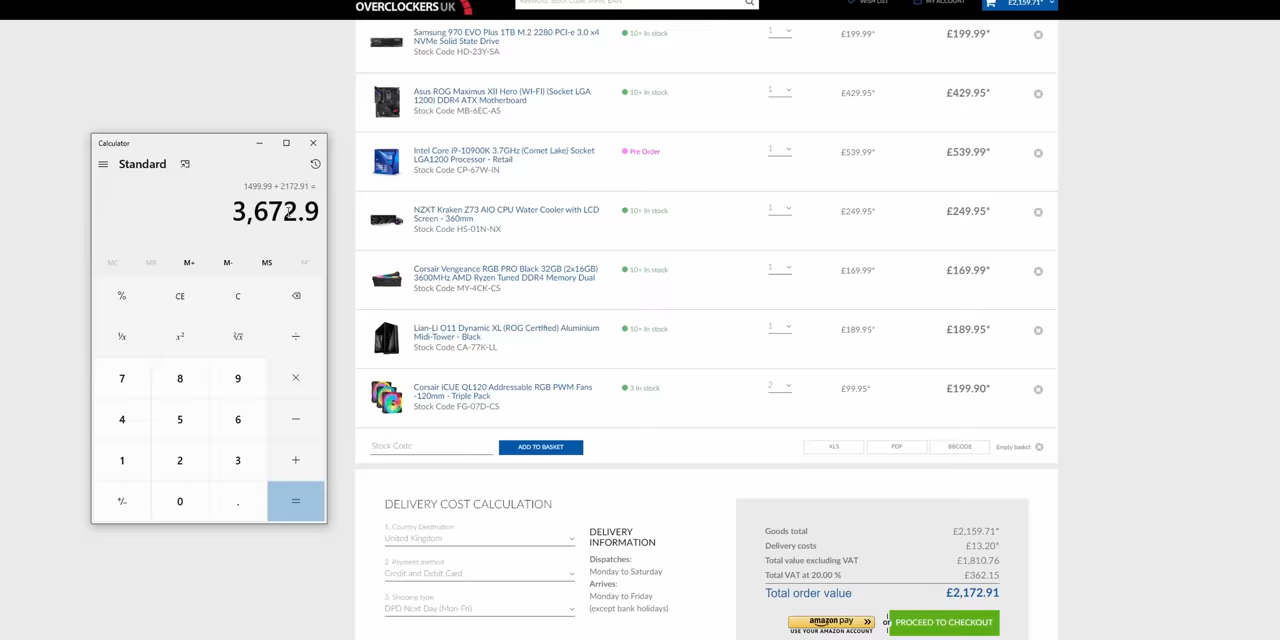 OVERCLOCKERS UK
Keyword, Stock Code, MPN, EAN
WISH LIST
MY ACCOUNT
£2,159.71*
Samsung 970 EVO Plus 1TB M.2 2280 PCI-e 3.0 x4
NVMe Solid State Drive
Stock Code HD-23Y-SA
10+ In stock
1
£199.99*
£199.99*
Asus ROG Maximus XII Hero (WI-FI) (Socket LGA
1200) DDR4 ATX Motherboard
Stock Code MB-6EC-AS
10+ In stock
1
£429.95*
£429.95*
Intel Core i9-10900K 3.7GHz (Comet Lake) Socket
LGA1200 Processor - Retail
Stock Code CP-67W-IN
Pre Order
1
£539.99*
£539.99*
NZXT Kraken Z73 AIO CPU Water Cooler with LCD
Screen - 360mm
Stock Code HS-01N-NX
10+ In stock
1
£249.95*
£249.95*
Corsair Vengeance RGB PRO Black 32GB (2x16GB)
3600MHz AMD Ryzen Tuned DDR4 Memory Dual
Stock Code MY-4CK-CS
10+ In stock
1
£169.99*
£169.99*
Lian-Li O11 Dynamic XL (ROG Certified) Aluminium
Midi-Tower - Black
Stock Code CA-77K-LL
10+ In stock
1
£189.95*
£189.95*
Corsair iCUE QL120 Addressable RGB PWM Fans
-120mm - Triple Pack
Stock Code FG-07D-CS
3 In stock
2
£99.95*
£199.90*
Stock Code
ADD TO BASKET
XLS
PDF
BBCODE
Empty basket
DELIVERY COST CALCULATION
1. Country Destination
United Kingdom
2. Payment method
Credit and Debit Card
3. Shipping type
DPD Next Day (Mon-Fri)
DELIVERY
INFORMATION
Dispatches:
Monday to Saturday
Arrives:
Monday to Friday
(except bank holidays)
Goods total £2,159.71*
Delivery costs £13.20*
Total value excluding VAT £1,810.76
Total VAT at 20.00 % £362.15
Total order value £2,172.91
amazon pay
USE YOUR AMAZON ACCOUNT
or
PROCEED TO CHECKOUT
Calculator
Standard
1499.99 + 2172.91 =
3,672.9
MC MR M+ M- MS M
% CE C
¹/x x² ²√x ÷
7 8 9 ×
4 5 6 −
1 2 3 +
+/− 0 . =